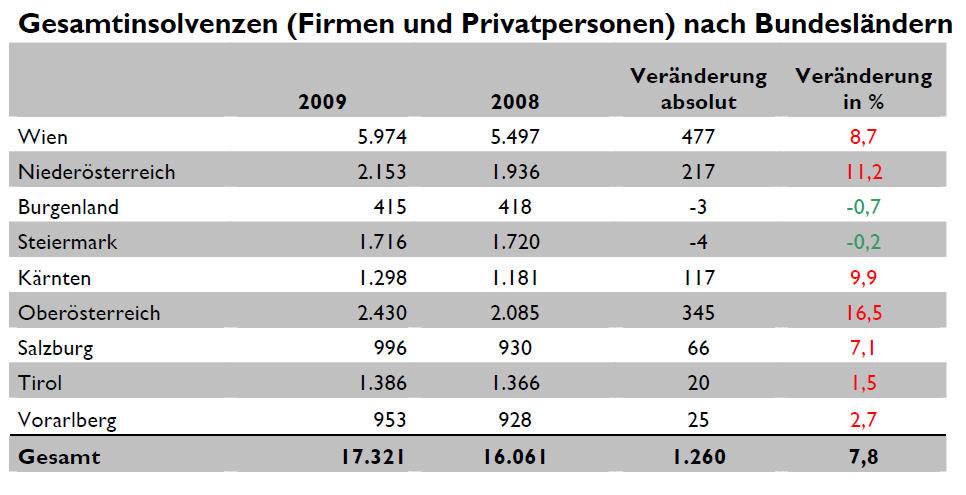 Gesamtinsolvenzen (Firmen und Privatpersonen) nach Bundesländern
2009 2008 Veränderung absolut Veränderung in %
Wien 5.974 5.497 477 8,7
Niederösterreich 2.153 1.936 217 11,2
Burgenland 415 418 -3 -0,7
Steiermark 1.716 1.720 -4 -0,2
Kärnten 1.298 1.181 117 9,9
Oberösterreich 2.430 2.085 345 16,5
Salzburg 996 930 66 7,1
Tirol 1.386 1.366 20 1,5
Vorarlberg 953 928 25 2,7
Gesamt 17.321 16.061 1.260 7,8